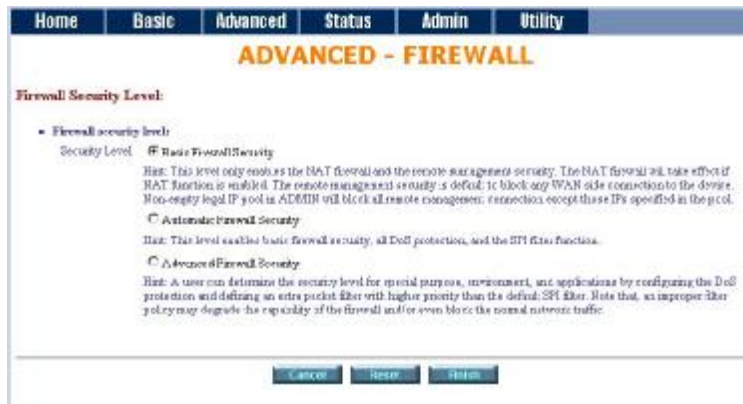 Home Basic Advanced Status Admin Utility
ADVANCED - FIREWALL
Firewall Security Level:
Firewall security level:
Security Level Basic Firewall Security
Hint: This level only enables the NAT firewall and the remote management security. The NAT firewall will take effect if
NAT function is enabled. The remote management security is default to block any WAN side connection to the device.
Non-empty legal IP pool in ADMIN will block all remote management connection except those IPs specified in the pool.
Automatic Firewall Security
Hint: This level enables basic firewall security, all DoS protection, and the SPI filter function.
Advanced Firewall Security
Hint: A user can determine the security level for special purpose, environment, and applications by configuring the DoS
protection and defining an extra packet filter with higher priority than the default SPI filter. Note that, an improper filter
policy may degrade the capability of the firewall and/or even block the normal network traffic.
Cancel Reset Finish